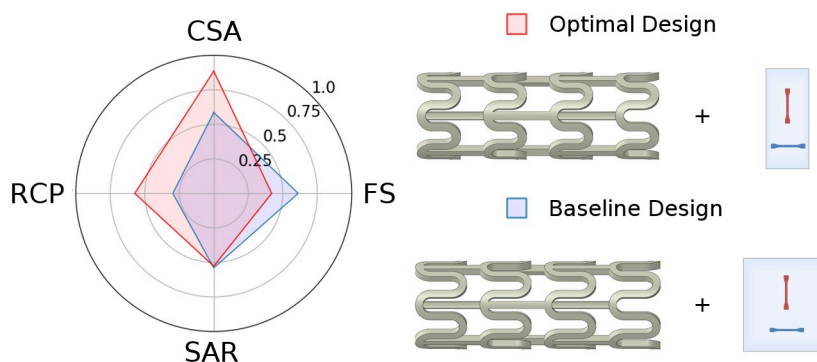 CSA
1.0
0.75
0.5
0.25
RCP
FS
SAR
Optimal Design
+
Baseline Design
+